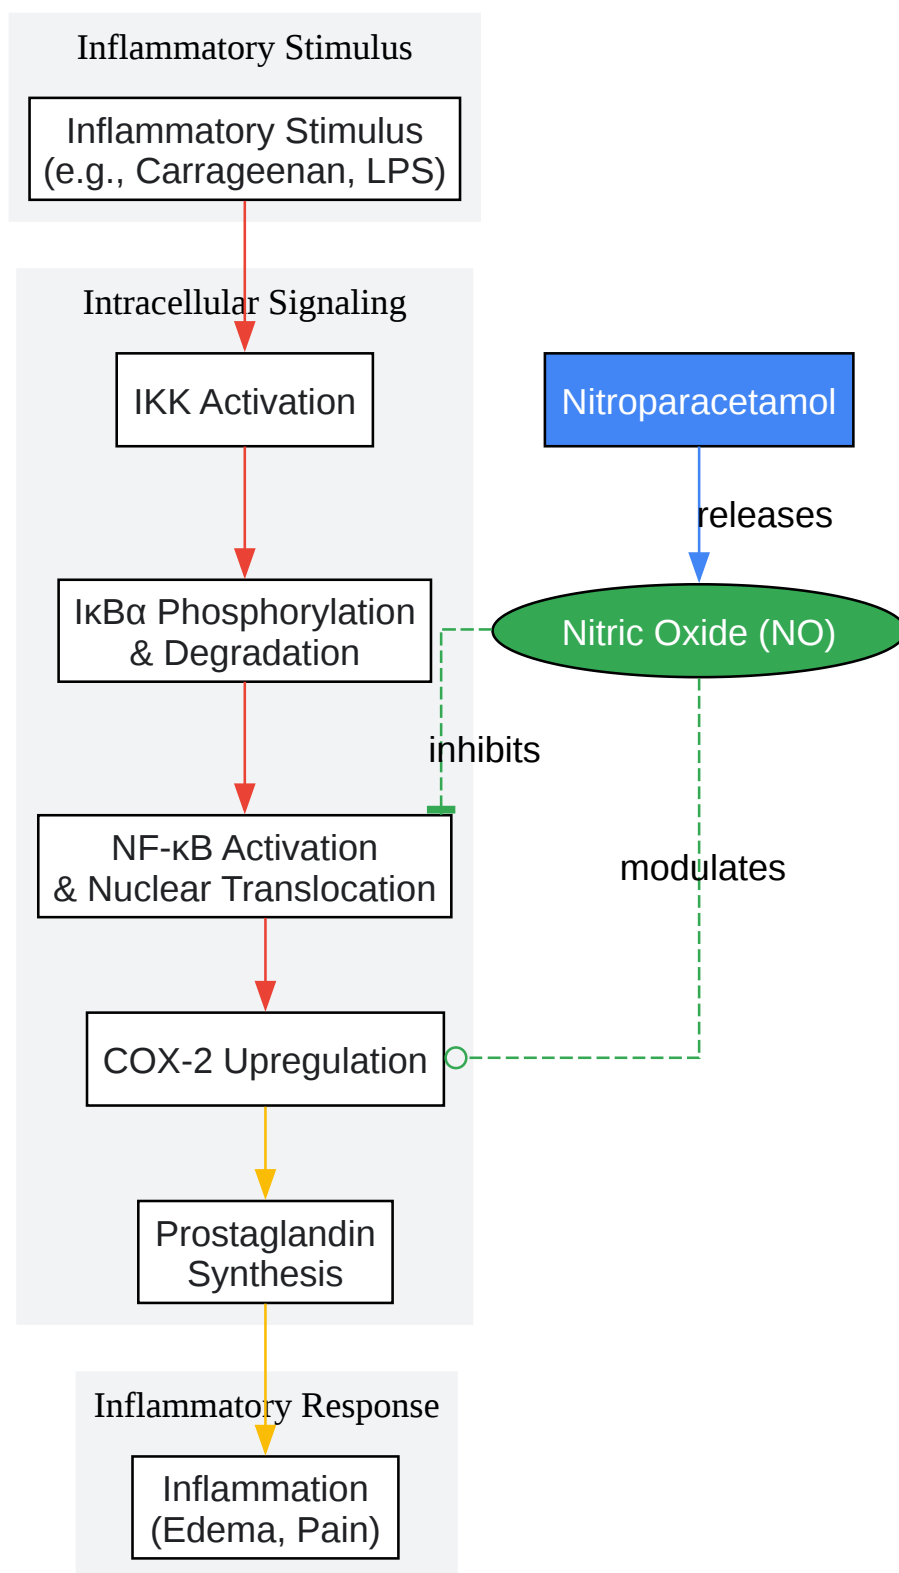 Inflammatory Stimulus
Inflammatory Stimulus
(e.g., Carrageenan, LPS)
Intracellular Signaling
IKK Activation
Nitroparacetamol
releases
IκBα Phosphorylation
& Degradation
Nitric Oxide (NO)
inhibits
NF-κB Activation
& Nuclear Translocation
modulates
COX-2 Upregulation
Prostaglandin
Synthesis
Inflammatory Response
Inflammation
(Edema, Pain)